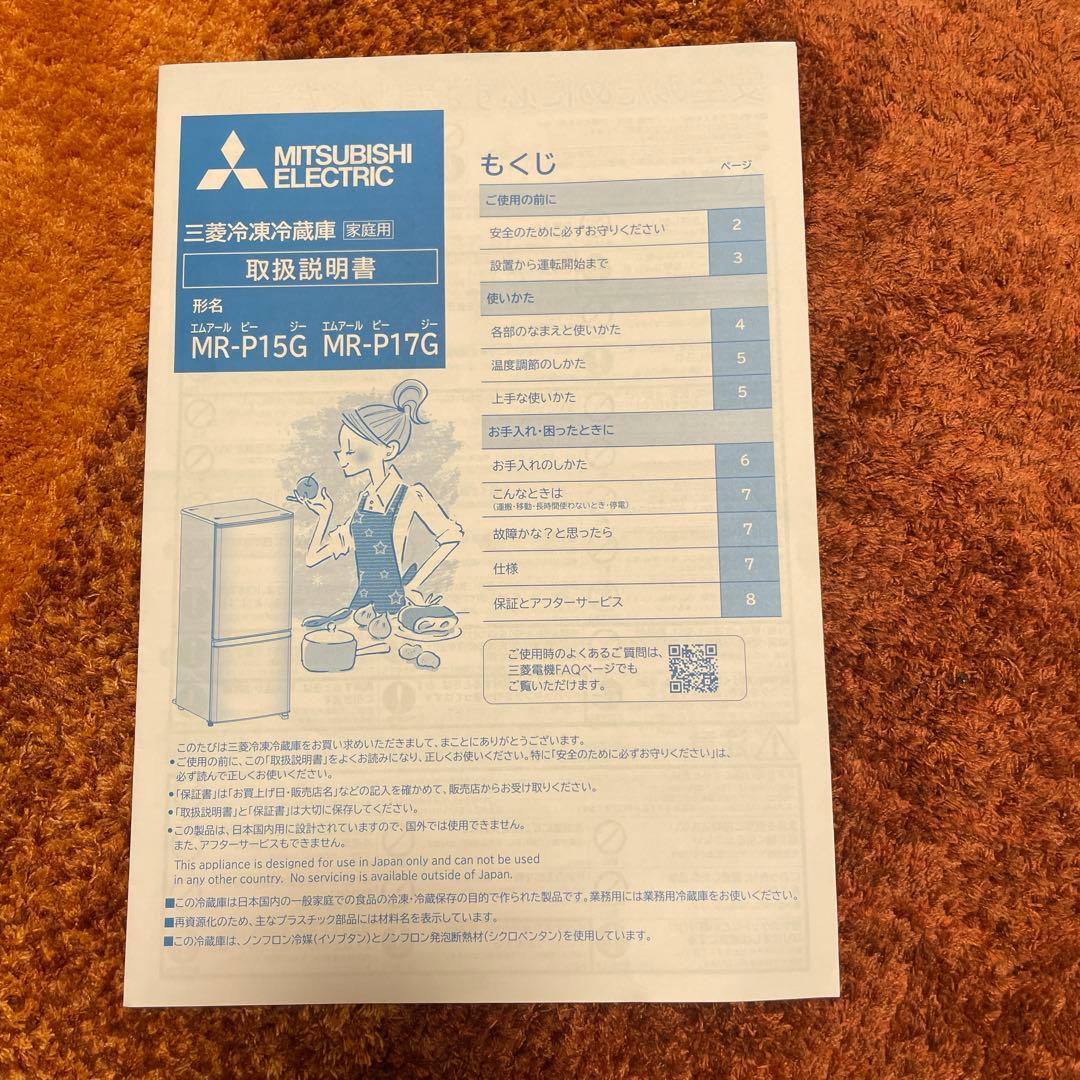 MITSUBISHI
ELECTRIC
三菱冷凍冷蔵庫 家庭用
取扱説明書
形名
エムアール ピー ジー エムアール ピー ジー
MR-P15G MR-P17G
もくじ
ページ
ご使用の前に
安全のために必ずお守りください 2
設置から運転開始まで 3
使いかた
各部のなまえと使いかた 4
温度調節のしかた 5
上手な使いかた 5
お手入れ・困ったときに
お手入れのしかた 6
こんなときは 7
(運搬・移動・長時間使わないとき・停電)
故障かな?と思ったら 7
仕様 7
保証とアフターサービス 8
ご使用時のよくあるご質問は、
三菱電機FAQページでも
ご覧いただけます。
このたびは三菱冷凍冷蔵庫をお買い求めいただきまして、まことにありがとうございます。
●ご使用の前に、この「取扱説明書」をよくお読みになり、正しくお使いください。特に「安全のために必ずお守りください」は、
必ず読んで正しくお使いください。
●「保証書」は「お買上げ日・販売店名」などの記入を確かめて、販売店からお受け取りください。
●「取扱説明書」と「保証書」は大切に保存してください。
●この製品は、日本国内用に設計されていますので、国外では使用できません。
また、アフターサービスもできません。
This appliance is designed for use in Japan only and can not be used
in any other country. No servicing is available outside of Japan.
■この冷蔵庫は日本国内の一般家庭での食品の冷凍・冷蔵保存の目的で作られた製品です。業務用には業務用冷蔵庫をお使いください。
■再資源化のため、主なプラスチック部品には材料名を表示しています。
■この冷蔵庫は、ノンフロン冷媒(イソブタン)とノンフロン発泡断熱材(シクロペンタン)を使用しています。